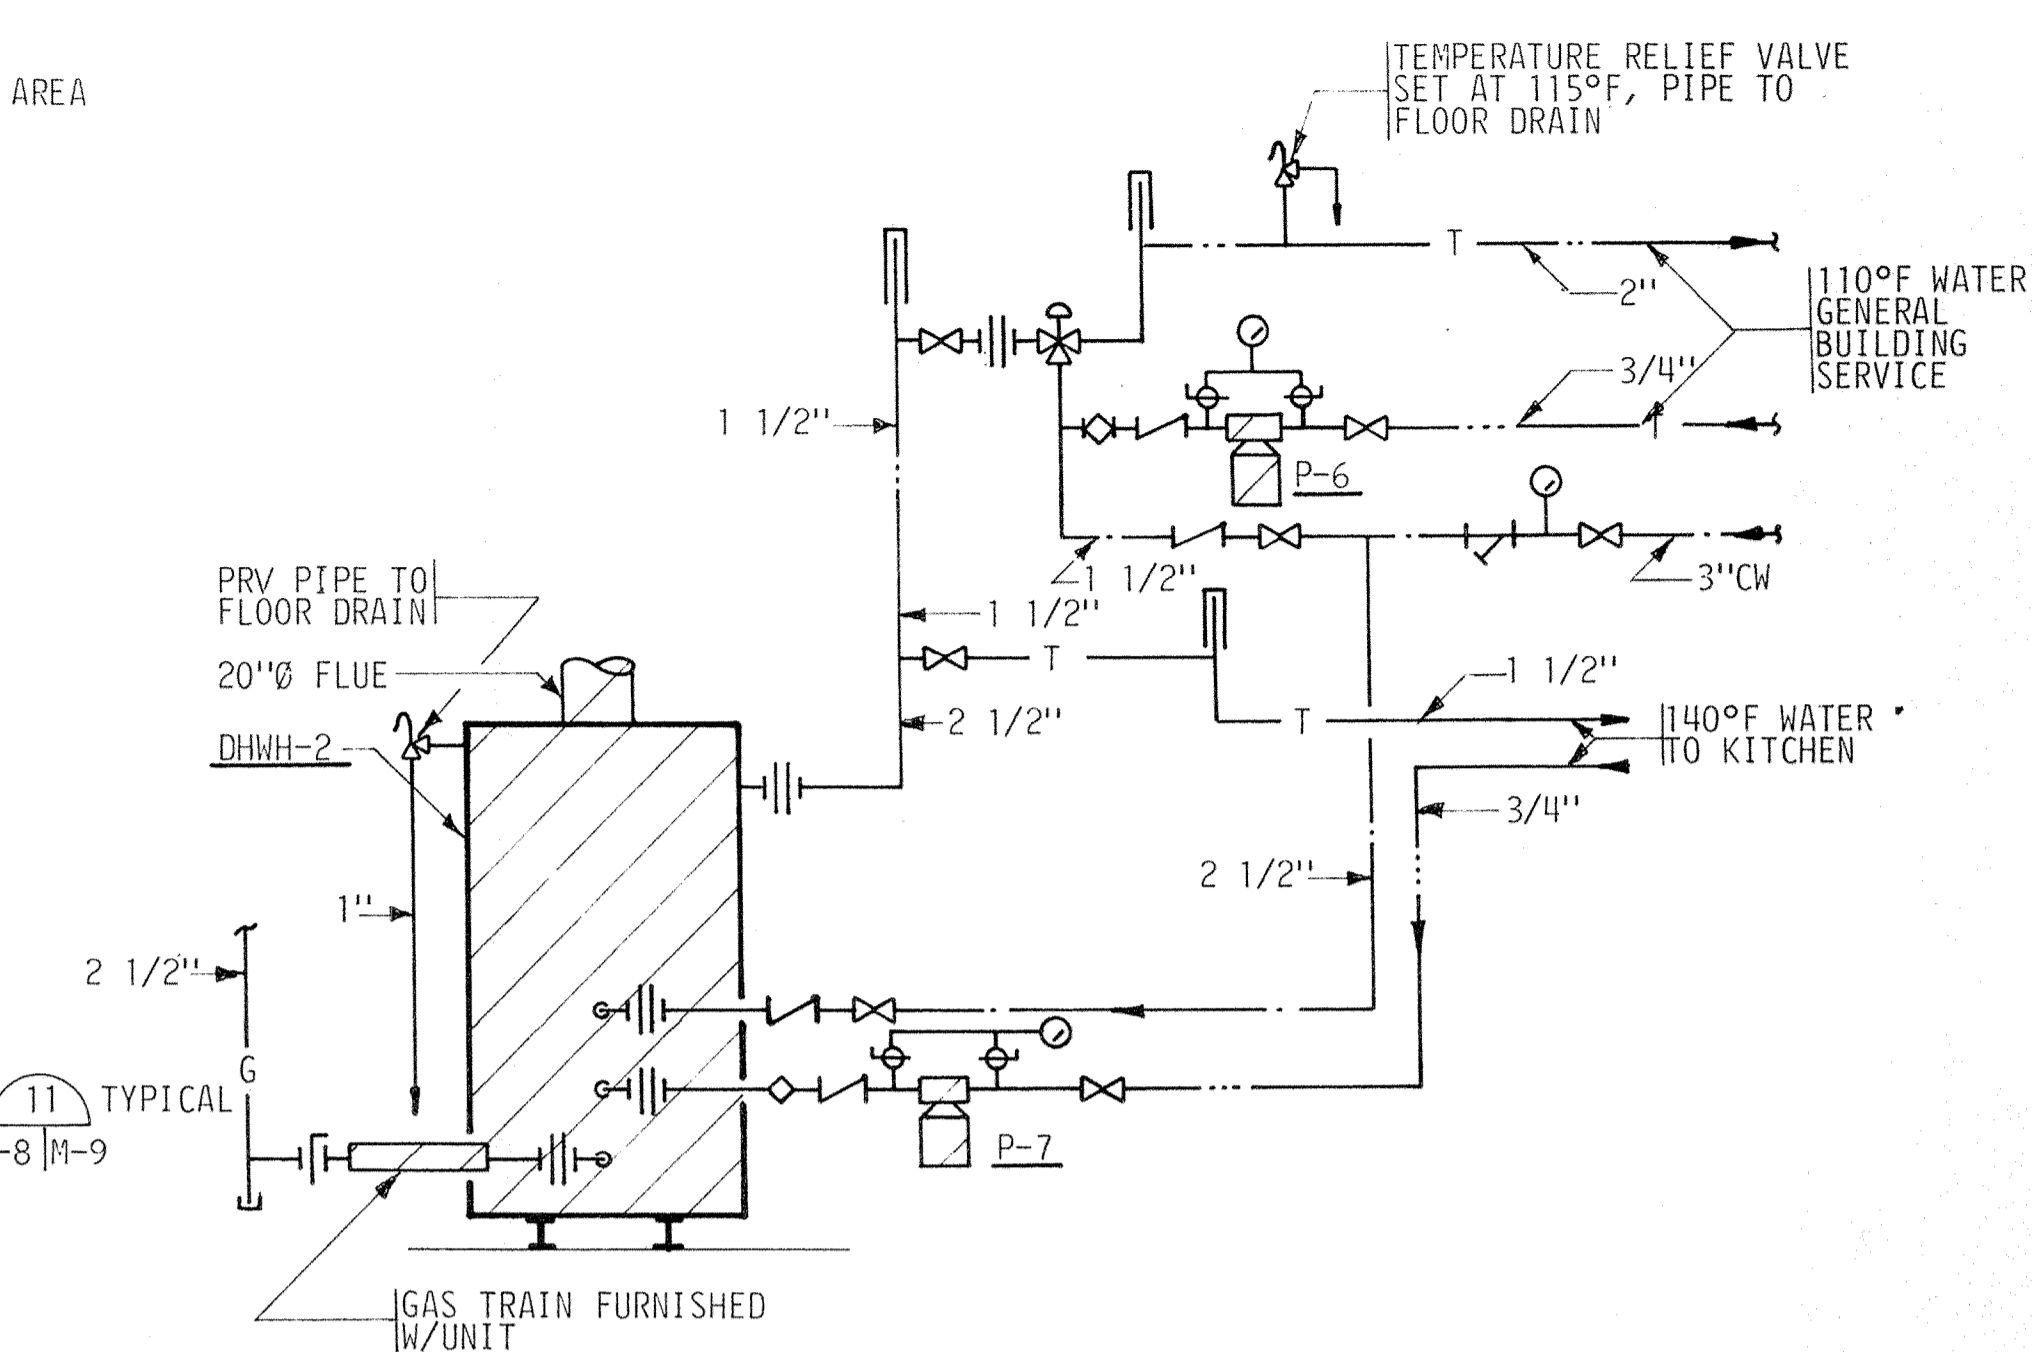 AREA
TEMPERATURE RELIEF VALVE
SET AT 115°F, PIPE TO
FLOOR DRAIN
T
2"
110°F WATER
GENERAL
BUILDING
SERVICE
3/4"
T
1 1/2"
P-6
3"CW
1 1/2"
PRV PIPE TO
FLOOR DRAIN
1 1/2"
T
20"Ø FLUE
1 1/2"
2 1/2"
T
140°F WATER
TO KITCHEN
DHWH-2
3/4"
2 1/2"
1"
2 1/2"
G
11 TYPICAL
-8 M-9
P-7
GAS TRAIN FURNISHED
W/UNIT